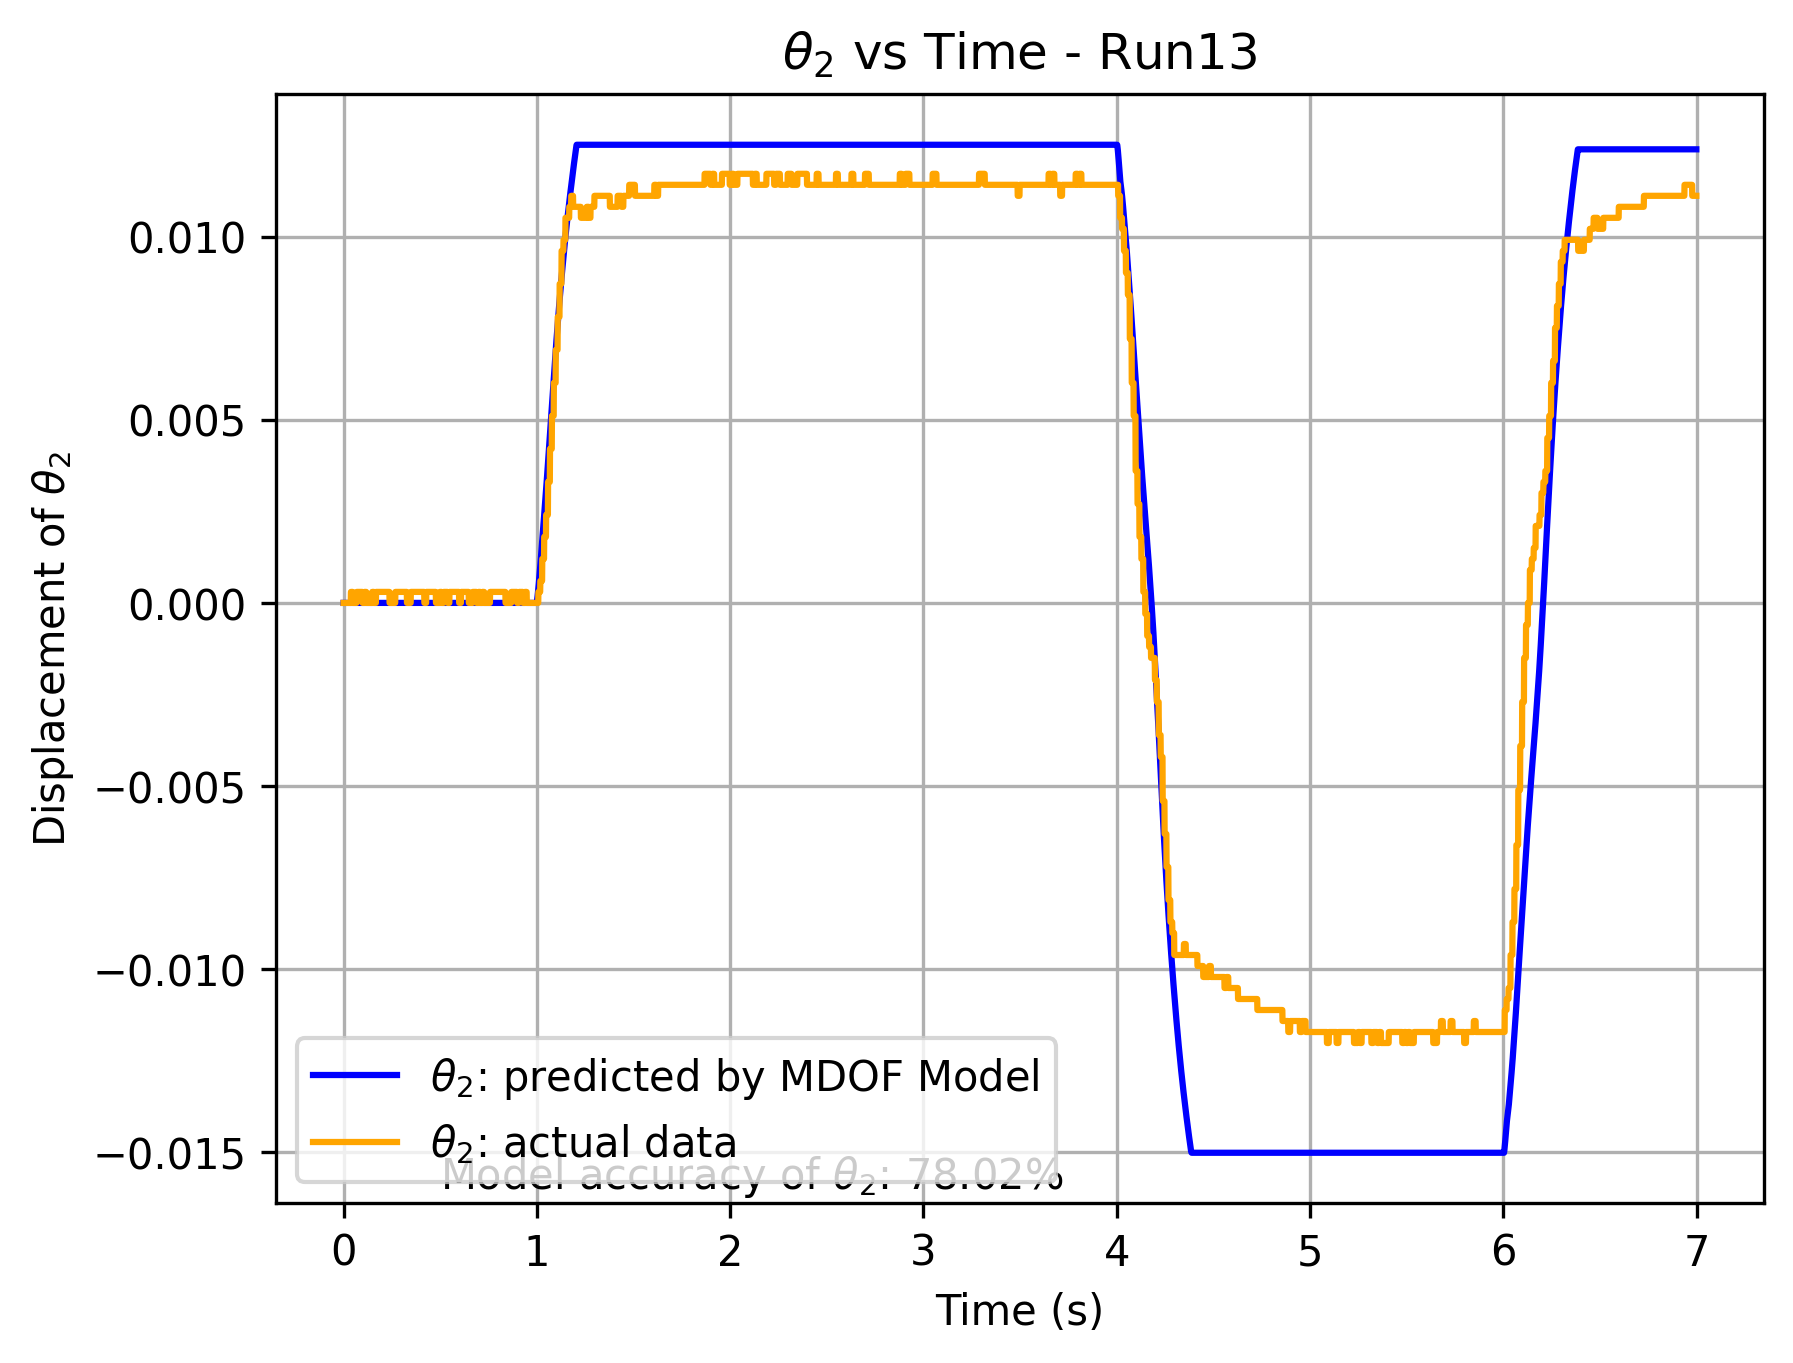 θ₂ vs Time - Run13
Displacement of θ₂
0.010
0.005
0.000
−0.005
−0.010
−0.015
θ₂: predicted by MDOF Model
θ₂: actual data
Model accuracy of θ₂: 78.02%
0 1 2 3 4 5 6 7
Time (s)